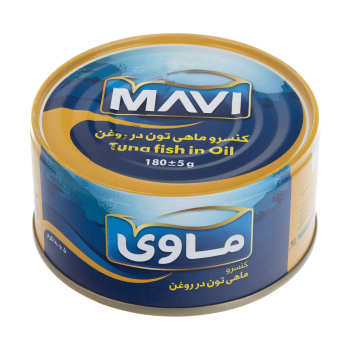 MAVI
کنسرو ماهی تون در روغن
Tuna fish in Oil
180±5g
ماوی
کنسرو
ماهی تون در روغن